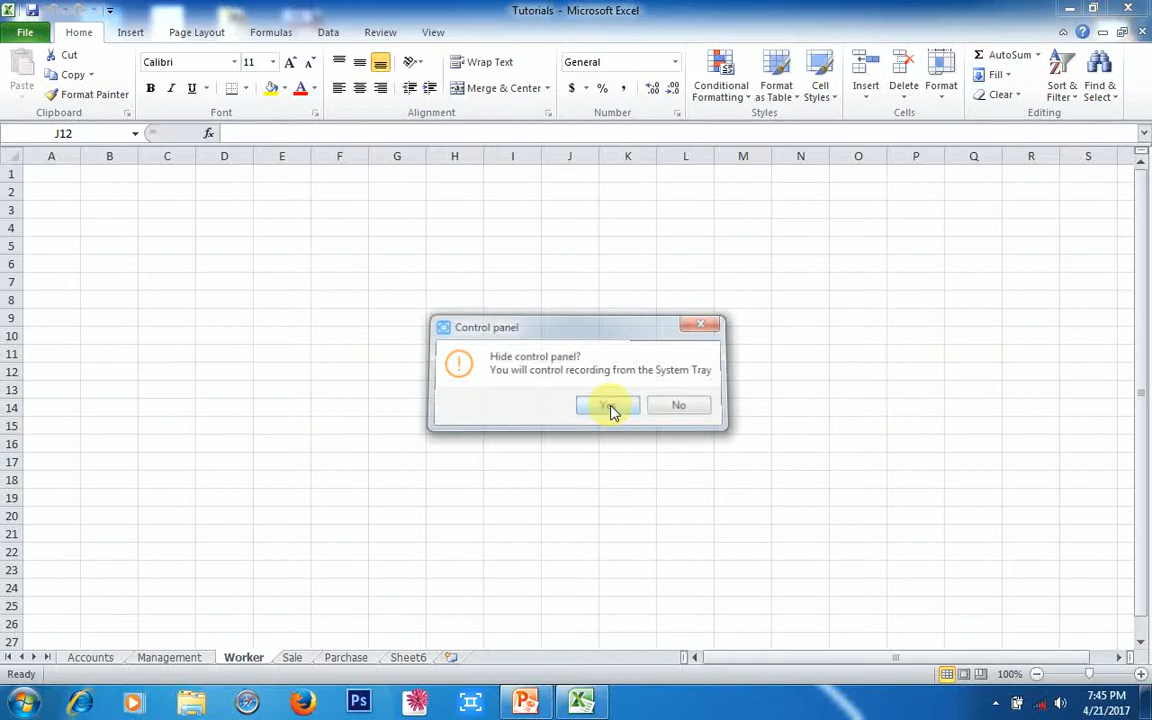 Tutorials - Microsoft Excel
File Home Insert Page Layout Formulas Data Review View
Cut
Copy
Format Painter
Paste
Clipboard
Calibri 11
B I U A
Font
Wrap Text
Merge & Center
Alignment
General
$ % ,
Number
Conditional Formatting
Format as Table
Cell Styles
Styles
Insert Delete Format
Cells
Σ AutoSum
Fill
Clear
Sort & Filter
Find & Select
Editing
J12 fx
A B C D E F G H I J K L M N O P Q R S
1
2
3
4
5
6
7
8
9
10
11
12
13
14
15
16
17
18
19
20
21
22
23
24
25
26
27
Control panel
Hide control panel?
You will control recording from the System Tray
Yes No
Accounts Management Worker Sale Parchase Sheet6
Ready 100%
Ps
7:45 PM
4/21/2017